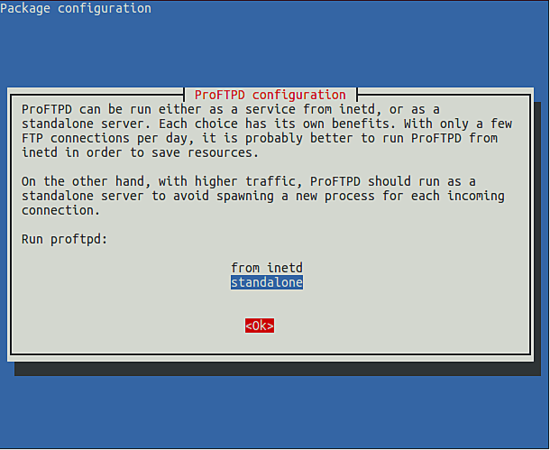 Package configuration
ProFTPD configuration
ProFTPD can be run either as a service from inetd, or as a
standalone server. Each choice has its own benefits. With only a few
FTP connections per day, it is probably better to run ProFTPD from
inetd in order to save resources.
On the other hand, with higher traffic, ProFTPD should run as a
standalone server to avoid spawning a new process for each incoming
connection.
Run proftpd:
from inetd
standalone
<Ok>